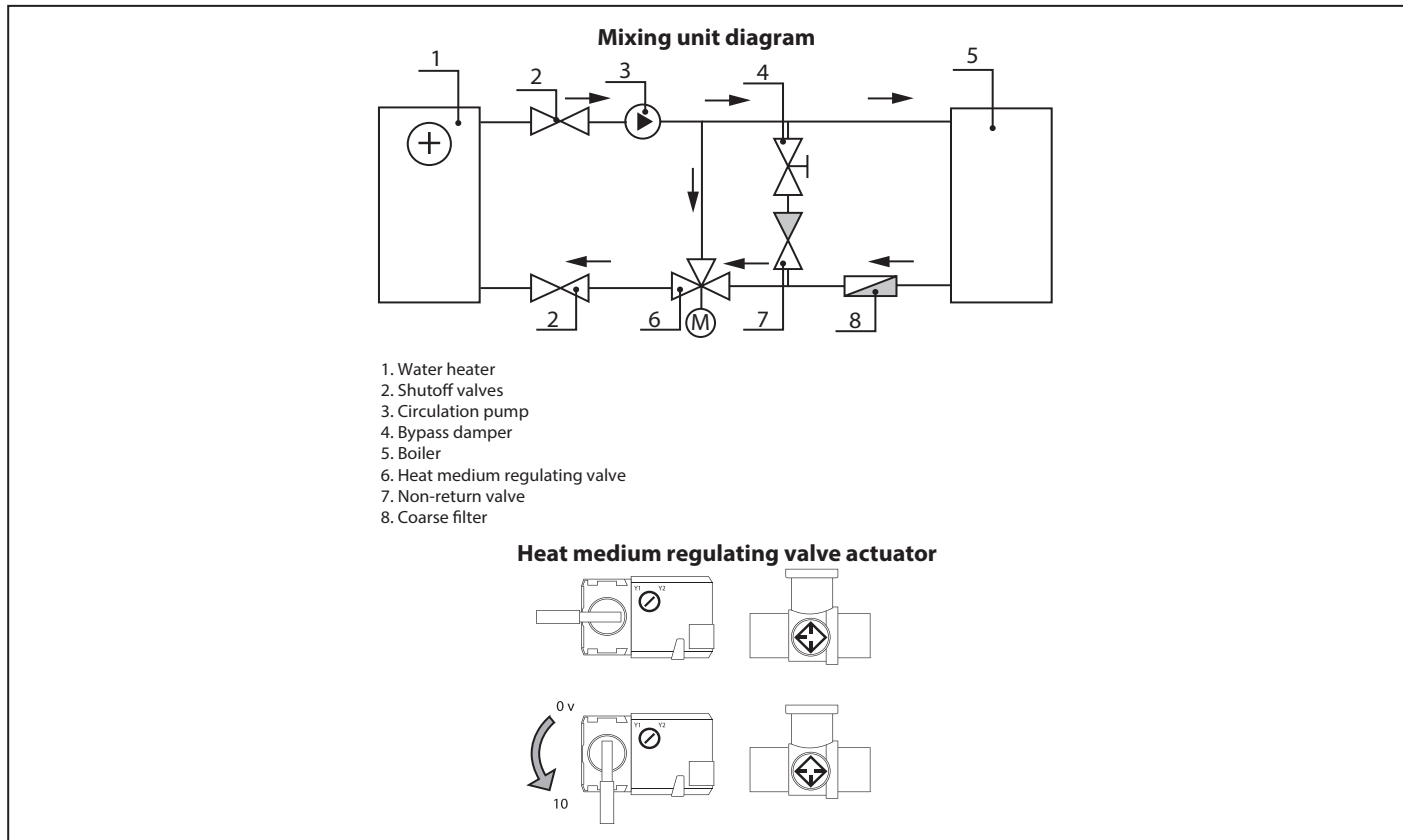 Mixing unit diagram
1
2
3
4
5
2
6
M
7
8
1. Water heater
2. Shutoff valves
3. Circulation pump
4. Bypass damper
5. Boiler
6. Heat medium regulating valve
7. Non-return valve
8. Coarse filter
Heat medium regulating valve actuator
Y1 Y2
0 v
Y1 Y2
10